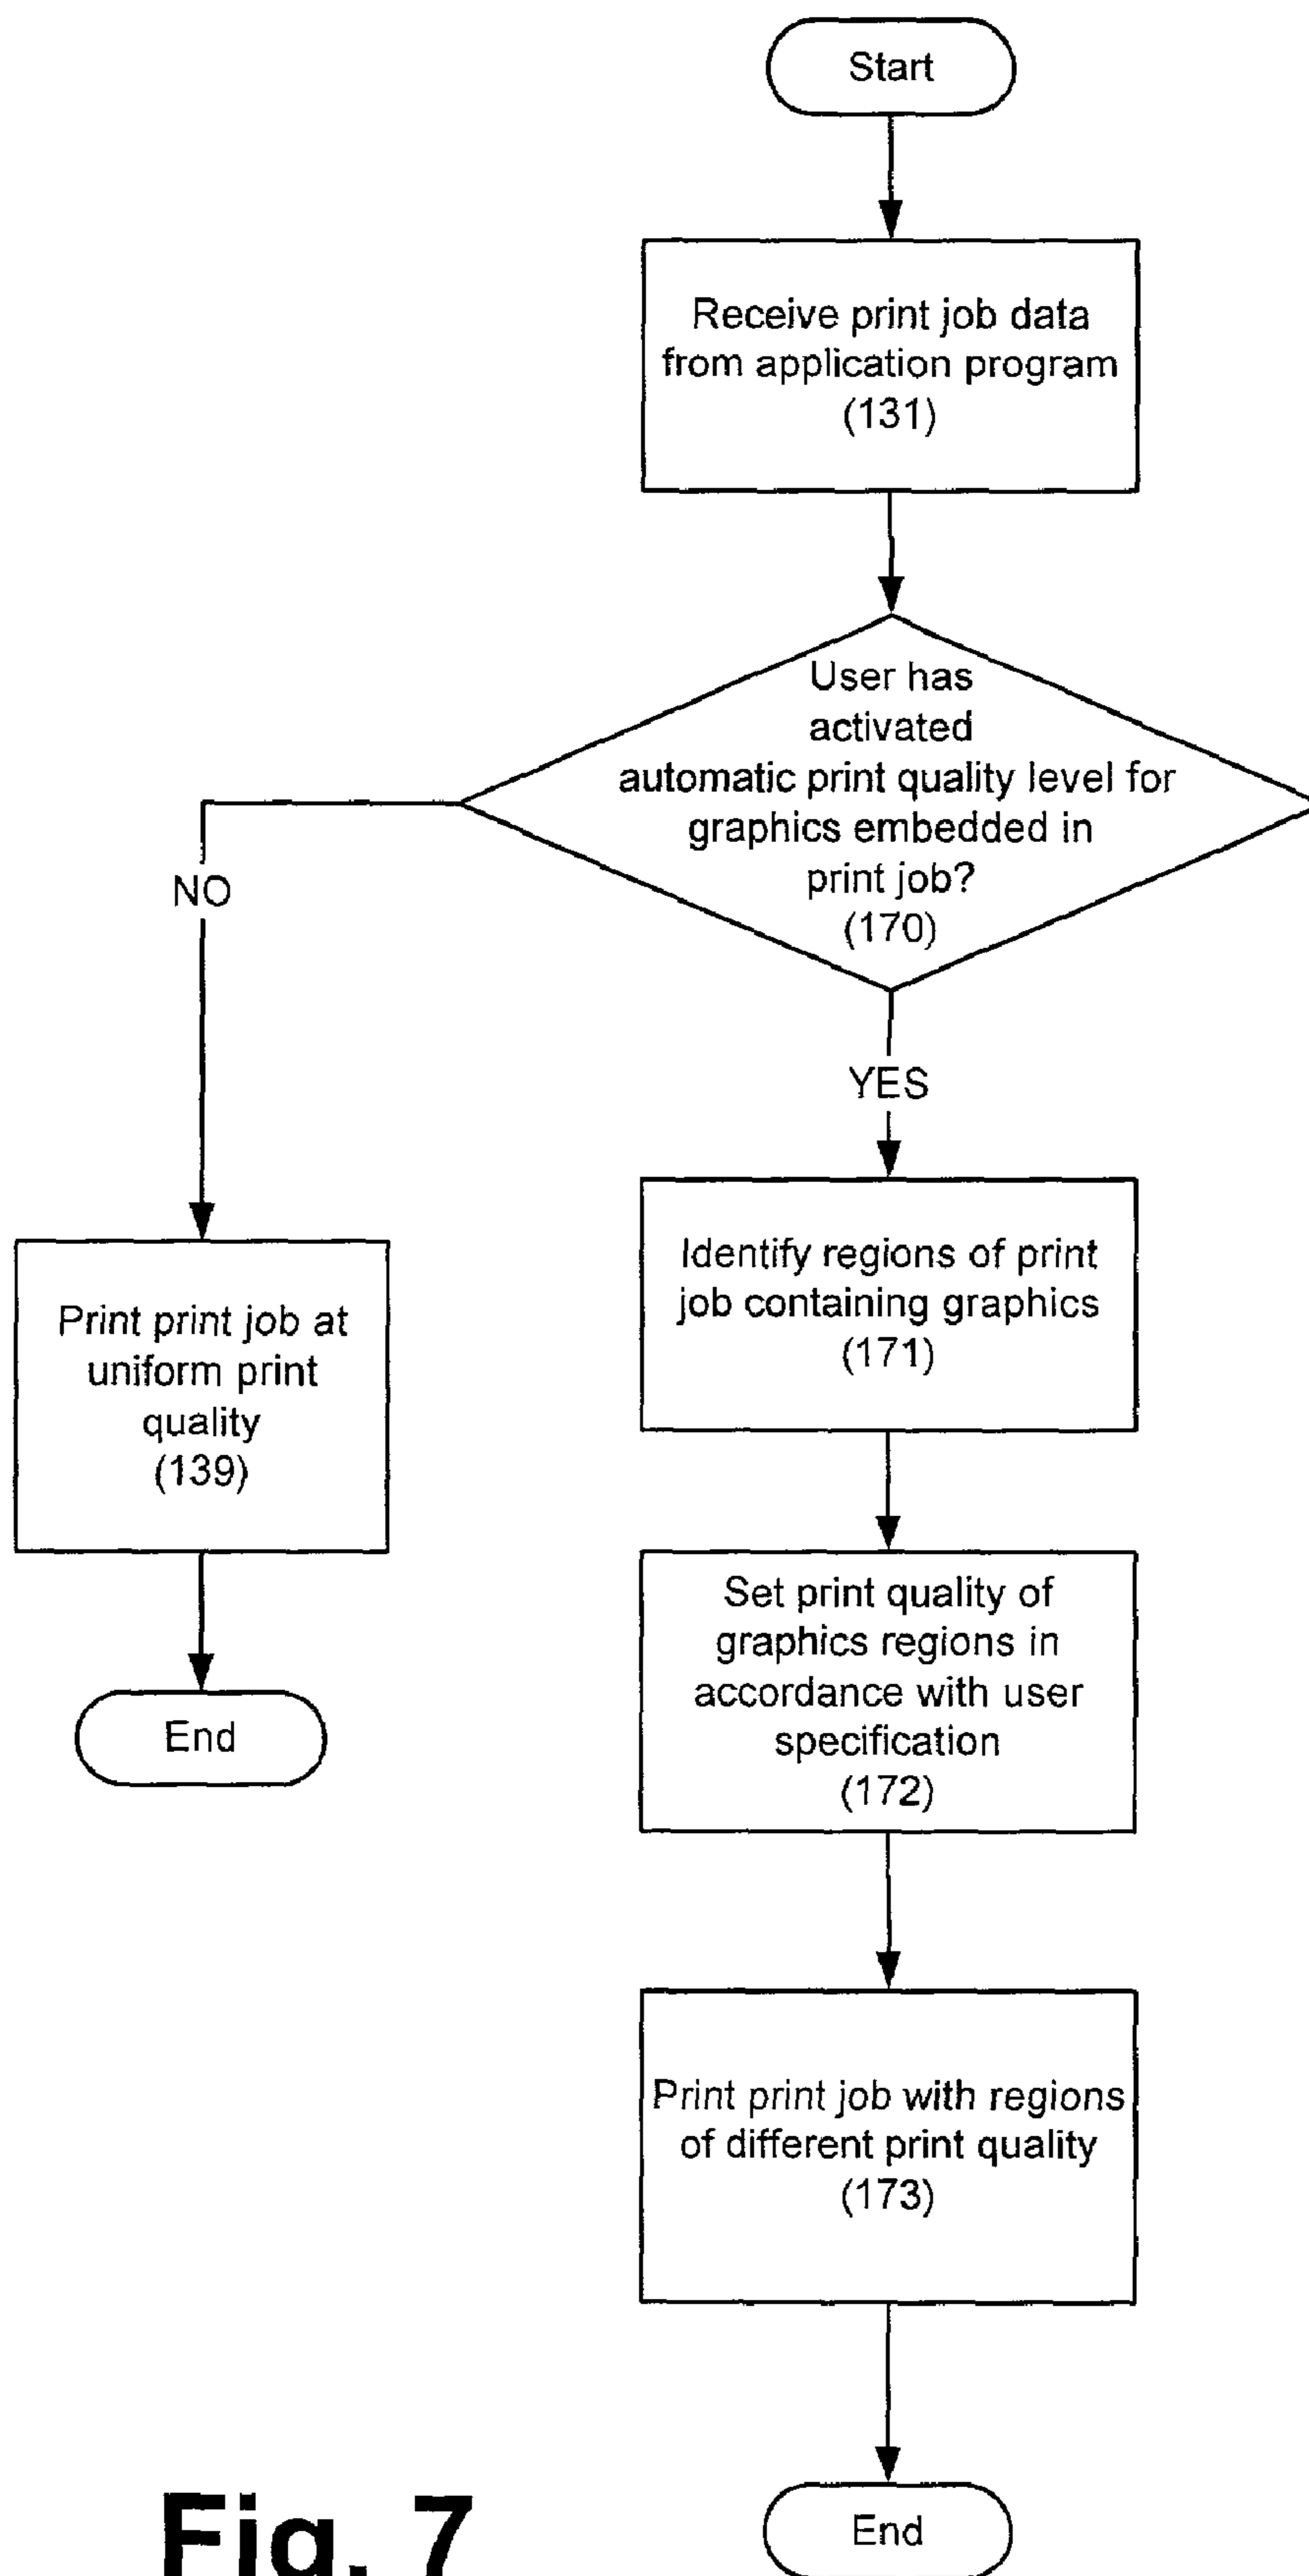 Start
Receive print job data
from application program
(131)
User has
activated
automatic print quality level for
graphics embedded in
print job?
(170)
NO
YES
Identify regions of print
job containing graphics
(171)
Print print job at
uniform print
quality
(139)
Set print quality of
graphics regions in
accordance with user
specification
(172)
End
Print print job with regions
of different print quality
(173)
End
Fig. 7